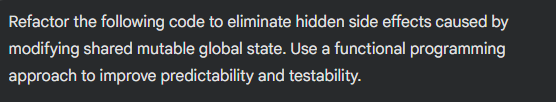 Refactor the following code to eliminate hidden side effects caused by
modifying shared mutable global state. Use a functional programming
approach to improve predictability and testability.